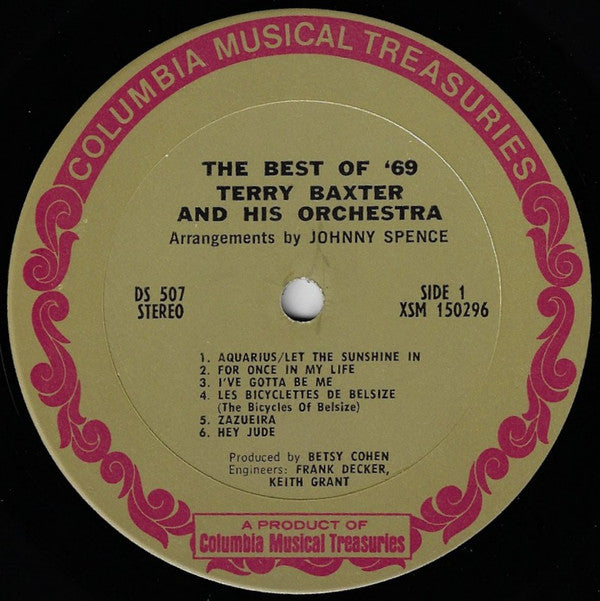 COLUMBIA MUSICAL TREASURIES
THE BEST OF '69
TERRY BAXTER
AND HIS ORCHESTRA
Arrangements by JOHNNY SPENCE
DS 507
STEREO
SIDE 1
XSM 150296
1. AQUARIUS/LET THE SUNSHINE IN
2. FOR ONCE IN MY LIFE
3. I'VE GOTTA BE ME
4. LES BICYCLETTES DE BELSIZE
(The Bicycles Of Belsize)
5. ZAZUEIRA
6. HEY JUDE
Produced by BETSY COHEN
Engineers: FRANK DECKER,
KEITH GRANT
A PRODUCT OF
Columbia Musical Treasuries